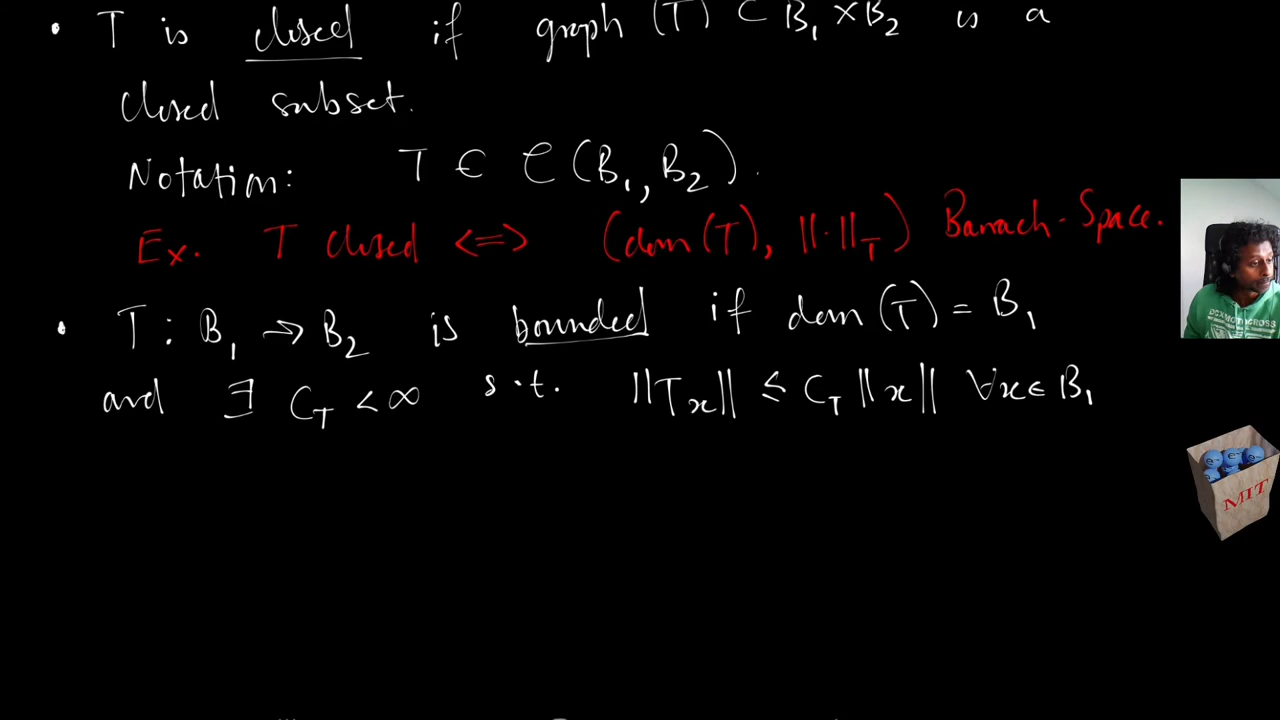 • T is closed if graph (T) ⊂ B₁ × B₂ is a
closed subset.
Notation: T ∈ C(B₁, B₂).
Ex. T closed <=> (dom(T), ||·||_T) Banach-Space.
• T : B₁ → B₂ is bounded if dom(T) = B₁
and ∃ C_T < ∞ s.t. ||Tx|| ≤ C_T ||x|| ∀x ∈ B₁
MIT